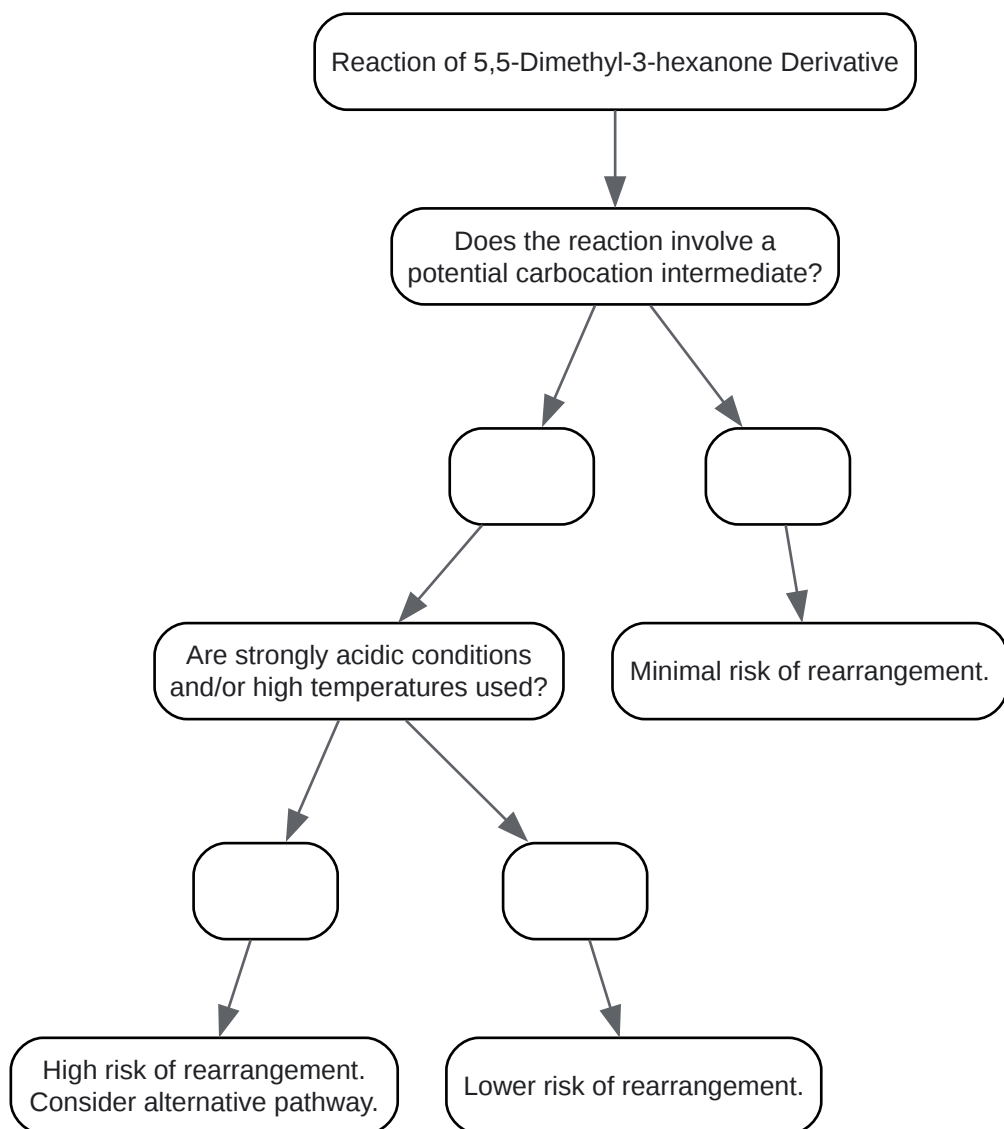 Reaction of 5,5-Dimethyl-3-hexanone Derivative
Does the reaction involve a
potential carbocation intermediate?
Are strongly acidic conditions
and/or high temperatures used?
Minimal risk of rearrangement.
High risk of rearrangement.
Consider alternative pathway.
Lower risk of rearrangement.